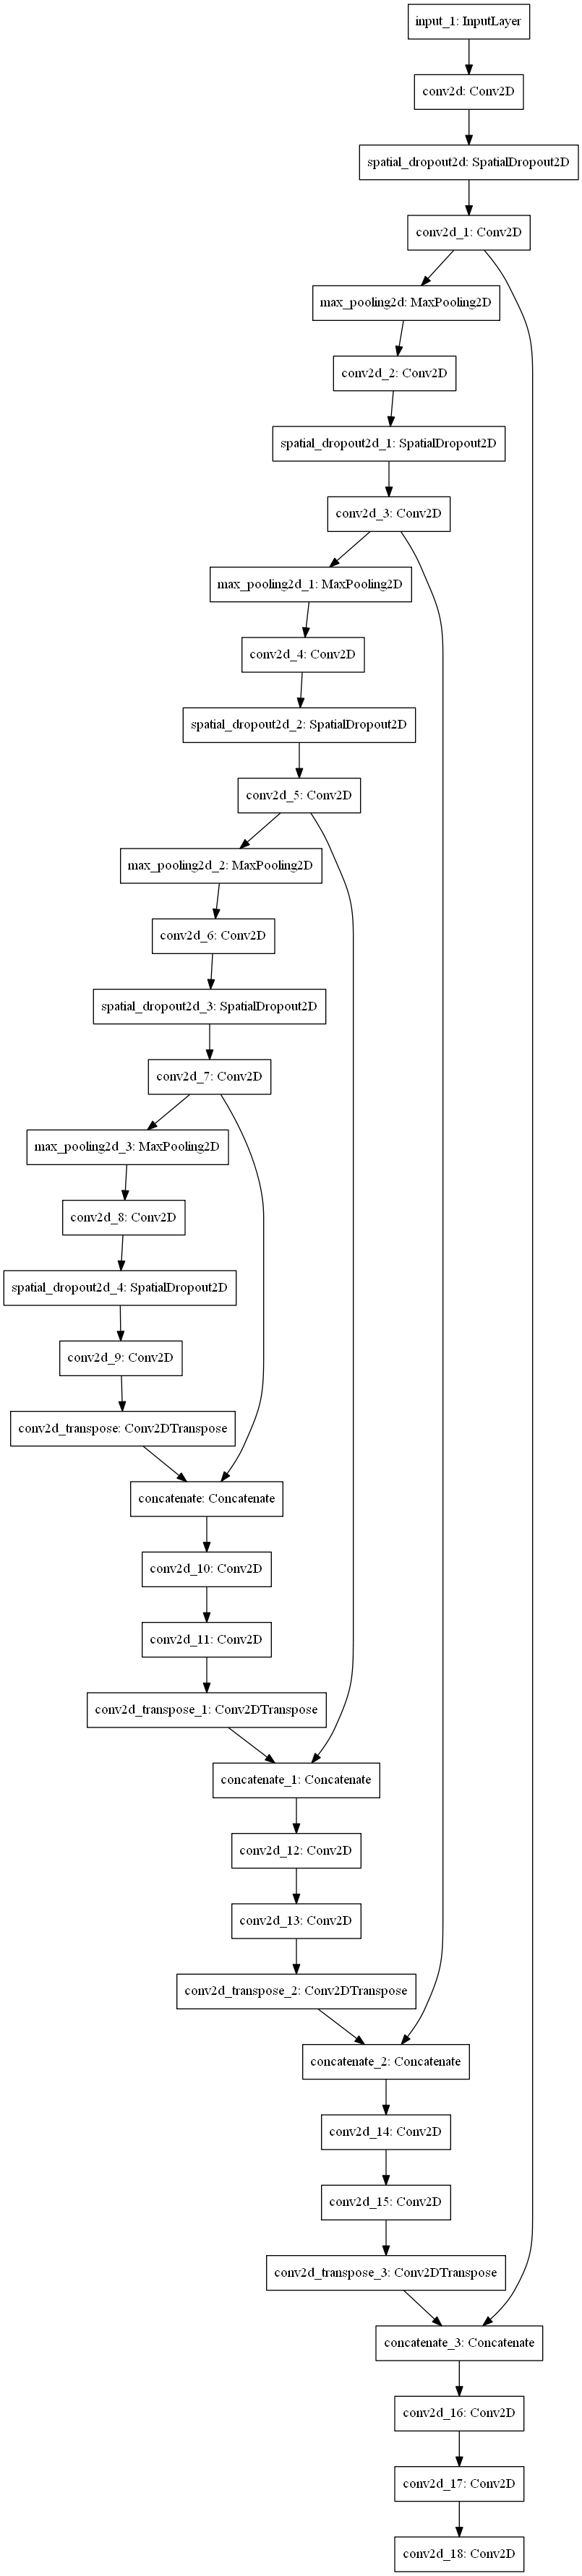 input_1: InputLayer
conv2d: Conv2D
spatial_dropout2d: SpatialDropout2D
conv2d_1: Conv2D
max_pooling2d: MaxPooling2D
conv2d_2: Conv2D
spatial_dropout2d_1: SpatialDropout2D
conv2d_3: Conv2D
max_pooling2d_1: MaxPooling2D
conv2d_4: Conv2D
spatial_dropout2d_2: SpatialDropout2D
conv2d_5: Conv2D
max_pooling2d_2: MaxPooling2D
conv2d_6: Conv2D
spatial_dropout2d_3: SpatialDropout2D
conv2d_7: Conv2D
max_pooling2d_3: MaxPooling2D
conv2d_8: Conv2D
spatial_dropout2d_4: SpatialDropout2D
conv2d_9: Conv2D
conv2d_transpose: Conv2DTranspose
concatenate: Concatenate
conv2d_10: Conv2D
conv2d_11: Conv2D
conv2d_transpose_1: Conv2DTranspose
concatenate_1: Concatenate
conv2d_12: Conv2D
conv2d_13: Conv2D
conv2d_transpose_2: Conv2DTranspose
concatenate_2: Concatenate
conv2d_14: Conv2D
conv2d_15: Conv2D
conv2d_transpose_3: Conv2DTranspose
concatenate_3: Concatenate
conv2d_16: Conv2D
conv2d_17: Conv2D
conv2d_18: Conv2D